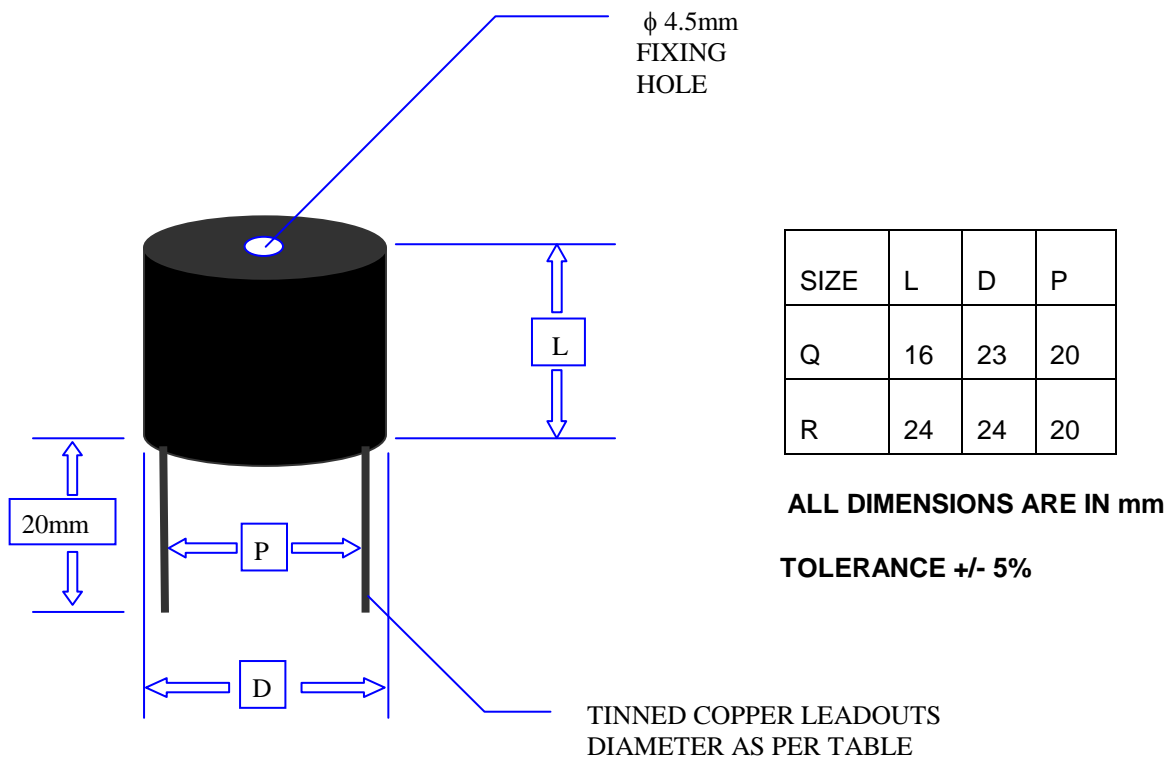 ϕ 4.5mm
FIXING
HOLE
L
20mm
P
D
TINNED COPPER LEADOUTS
DIAMETER AS PER TABLE
SIZE L D P
Q 16 23 20
R 24 24 20
ALL DIMENSIONS ARE IN mm
TOLERANCE +/- 5%